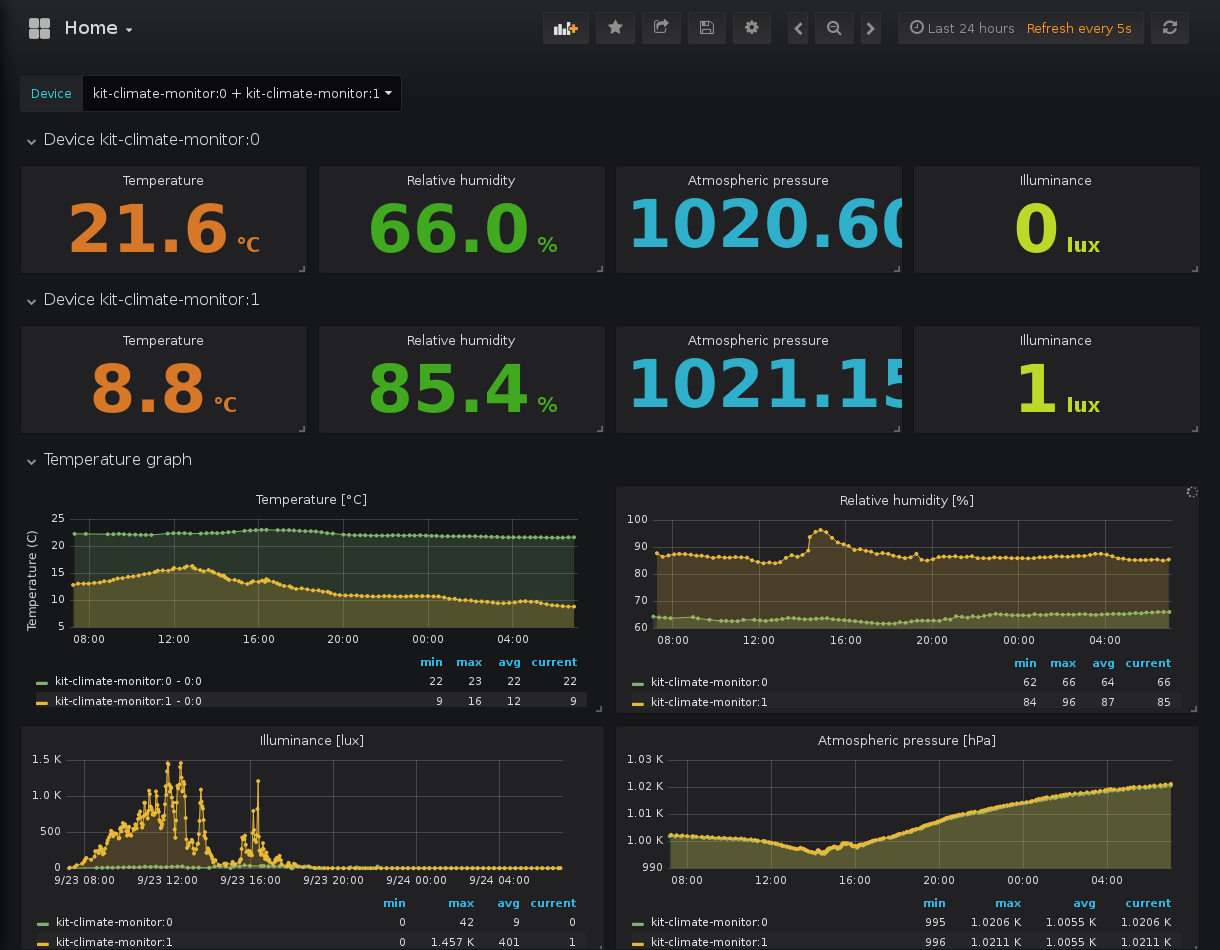 Home
Last 24 hours Refresh every 5s
Device kit-climate-monitor:0 + kit-climate-monitor:1
Device kit-climate-monitor:0
Temperature Relative humidity Atmospheric pressure Illuminance
21.6 °C 66.0 % 1020.60 0 lux
Device kit-climate-monitor:1
Temperature Relative humidity Atmospheric pressure Illuminance
8.8 °C 85.4 % 1021.15 1 lux
Temperature graph
Temperature [°C]
Temperature (C)
25
20
15
10
5
08:00 12:00 16:00 20:00 00:00 04:00
min max avg current
kit-climate-monitor:0 - 0:0 22 23 22 22
kit-climate-monitor:1 - 0:0 9 16 12 9
Relative humidity [%]
100
90
80
70
60
08:00 12:00 16:00 20:00 00:00 04:00
min max avg current
kit-climate-monitor:0 62 66 64 66
kit-climate-monitor:1 84 96 87 85
Illuminance [lux]
1.5 K
1.0 K
500
0
9/23 08:00 9/23 12:00 9/23 16:00 9/23 20:00 9/24 00:00 9/24 04:00
min max avg current
kit-climate-monitor:0 0 42 9 0
kit-climate-monitor:1 0 1.457 K 401 1
Atmospheric pressure [hPa]
1.03 K
1.02 K
1.01 K
1.00 K
990
08:00 12:00 16:00 20:00 00:00 04:00
min max avg current
kit-climate-monitor:0 995 1.0206 K 1.0055 K 1.0206 K
kit-climate-monitor:1 996 1.0211 K 1.0055 K 1.0211 K